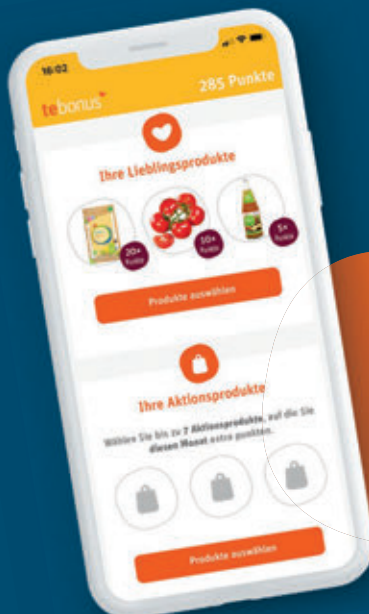 16:02
tebonus
285 Punkte
Ihre Lieblingsprodukte
20x
Punkte
10x
Punkte
5x
Punkte
Produkte auswählen
Ihre Aktionsprodukte
Wählen Sie bis zu 7 Aktionsprodukte, auf die Sie
diesen Monat extra punkten.
Produkte auswählen